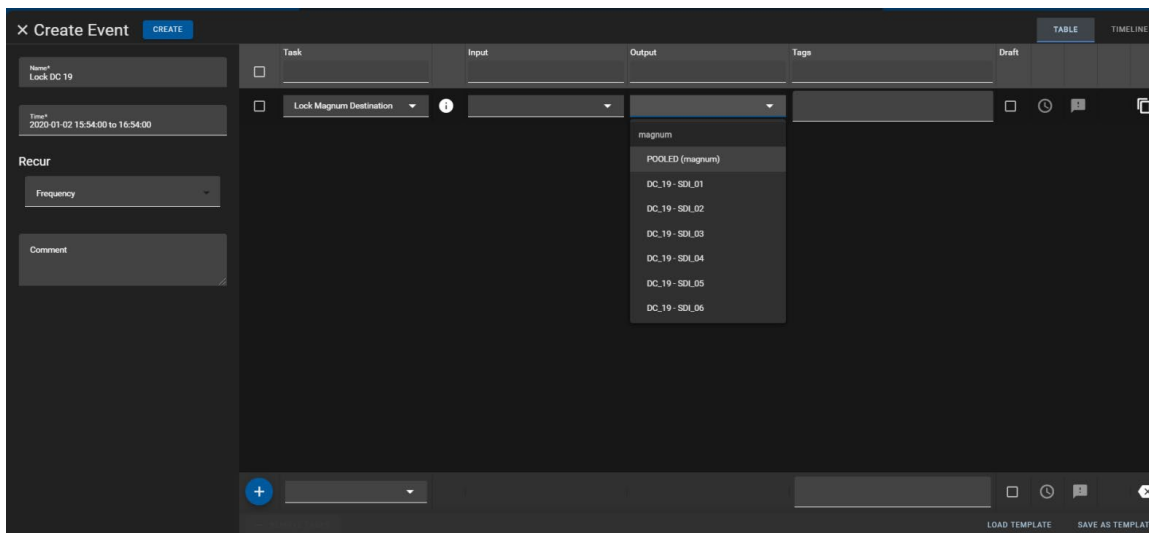 × Create Event CREATE TABLE TIMELINE
Name*
Lock DC 19
Time*
2020-01-02 15:54:00 to 16:54:00
Recur
Frequency
Comment
Task Input Output Tags Draft
Lock Magnum Destination
magnum
POOLED (magnum)
DC_19 - SDI_01
DC_19 - SDI_02
DC_19 - SDI_03
DC_19 - SDI_04
DC_19 - SDI_05
DC_19 - SDI_06
LOAD TEMPLATE SAVE AS TEMPLAT